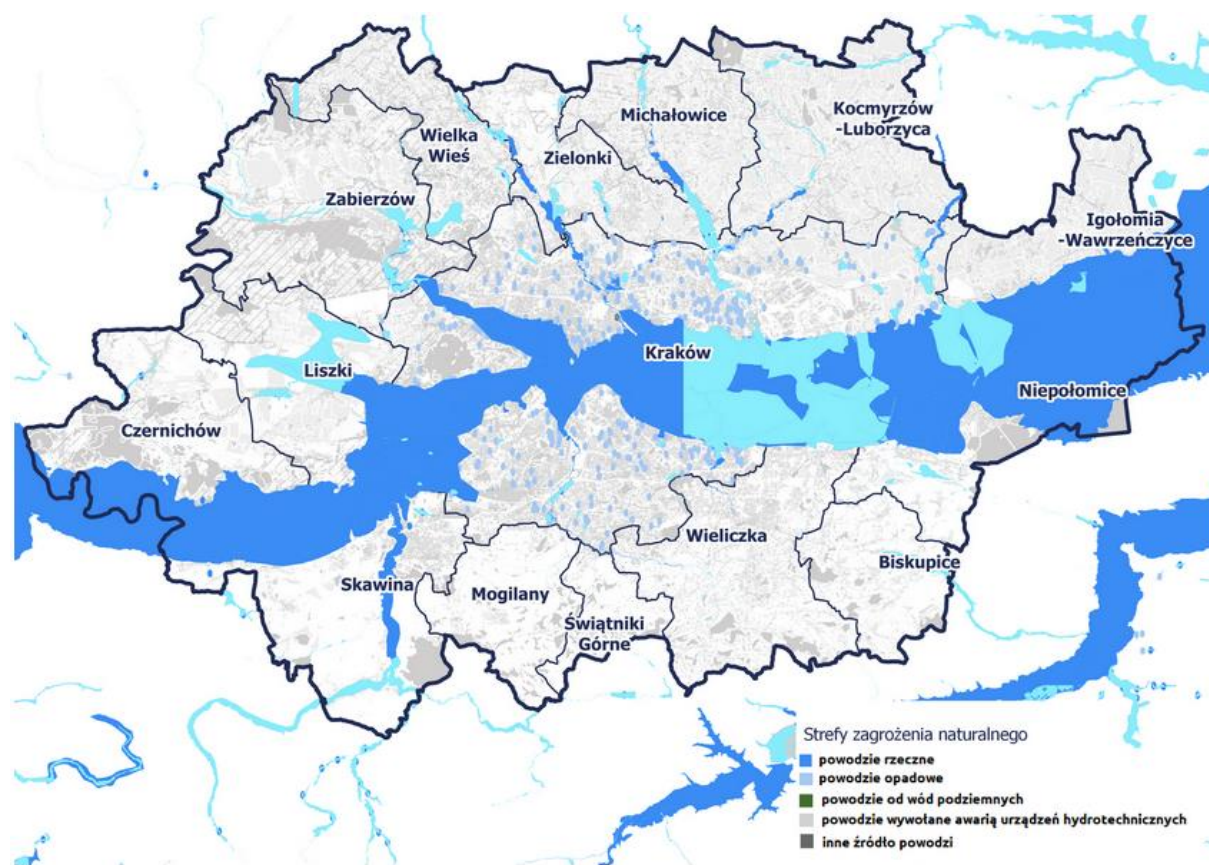 Michałowice
Kocmyrzów
-Luborzyca
Wielka
Wieś
Zielonki
Zabierzów
Igołomia
-Wawrzeńczyce
Kraków
Liszki
Niepołomice
Czernichów
Wieliczka
Biskupice
Skawina
Mogilany
Świątniki
Górne
Strefy zagrożenia naturalnego
powodzie rzeczne
powodzie opadowe
powodzie od wód podziemnych
powodzie wywołane awarią urządzeń hydrotechnicznych
inne źródło powodzi